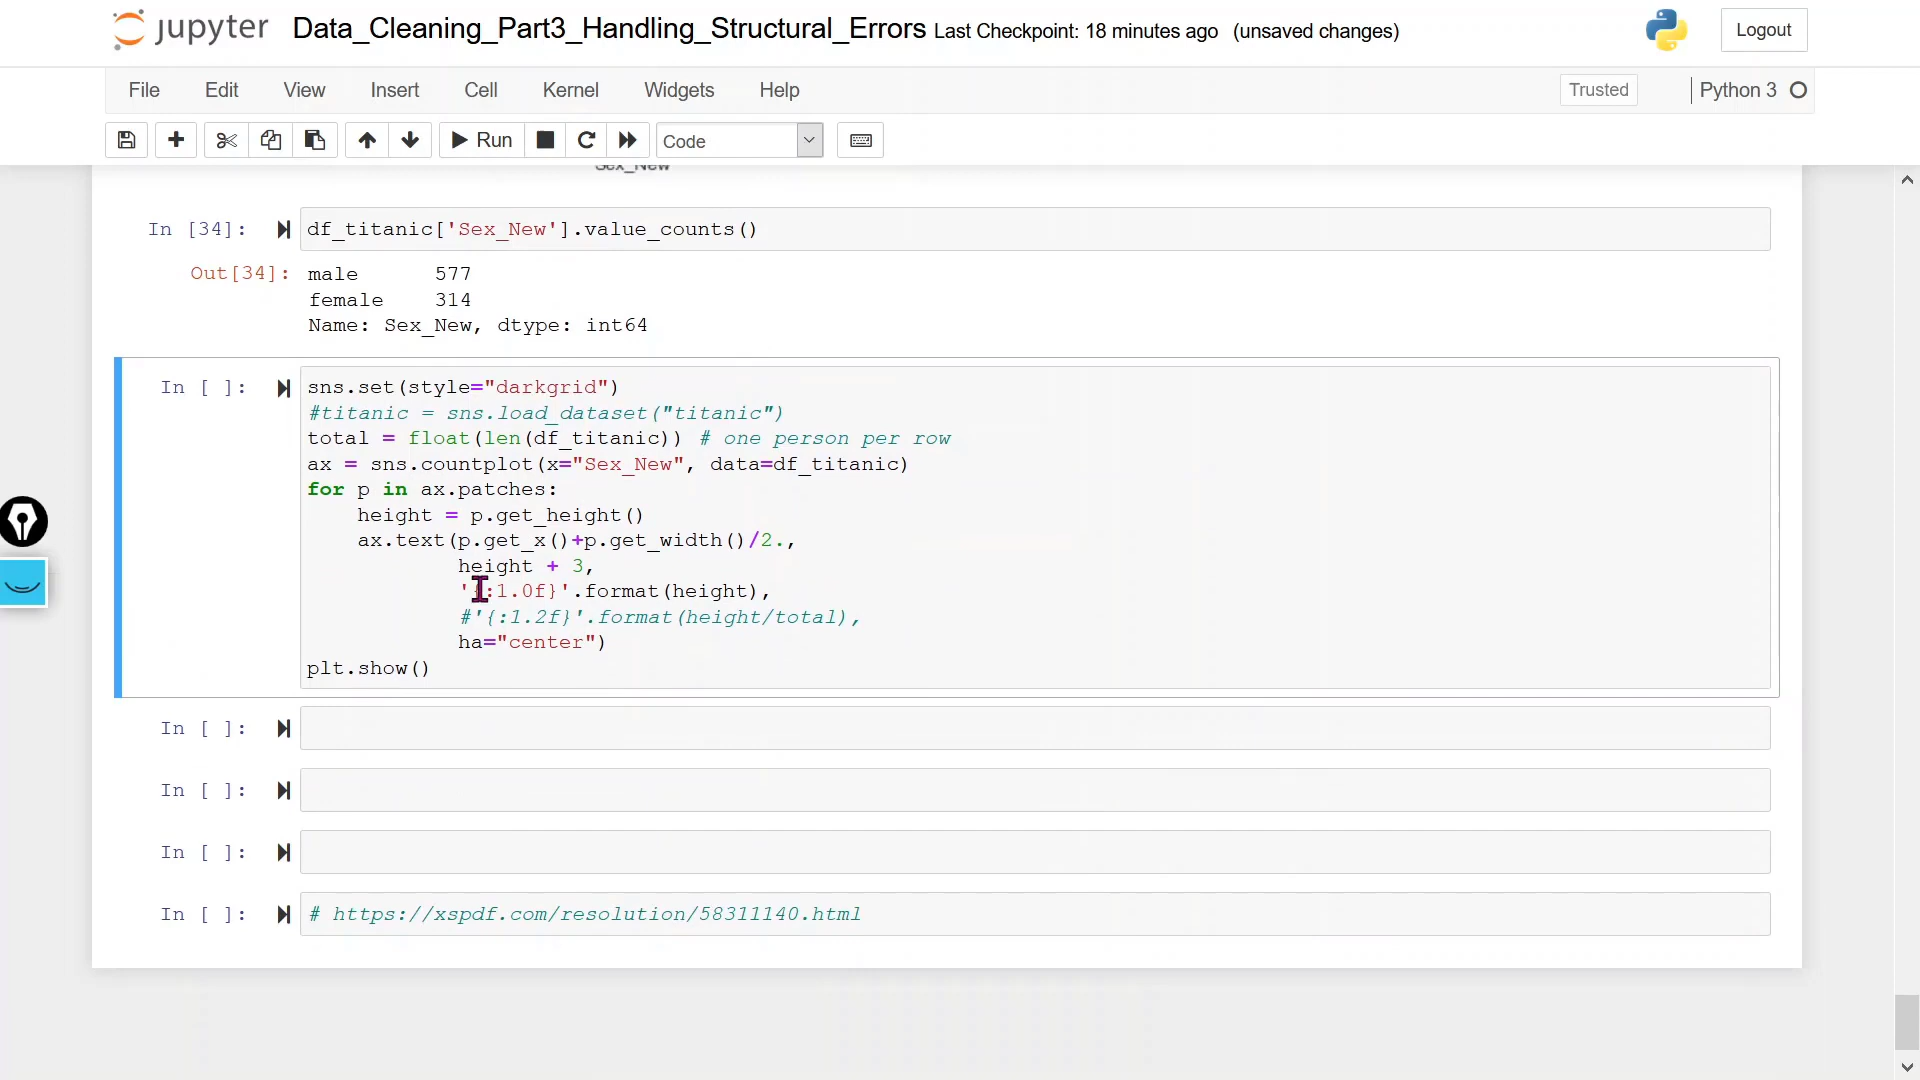 jupyter Data_Cleaning_Part3_Handling_Structural_Errors Last Checkpoint: 18 minutes ago (unsaved changes) Logout
File Edit View Insert Cell Kernel Widgets Help Trusted Python 3
Run Code
Sex_New
In [34]: df_titanic['Sex_New'].value_counts()
Out[34]: male 577
female 314
Name: Sex_New, dtype: int64
In [ ]: sns.set(style="darkgrid")
#titanic = sns.load_dataset("titanic")
total = float(len(df_titanic)) # one person per row
ax = sns.countplot(x="Sex_New", data=df_titanic)
for p in ax.patches:
height = p.get_height()
ax.text(p.get_x()+p.get_width()/2.,
height + 3,
'{:1.0f}'.format(height),
#'{:1.2f}'.format(height/total),
ha="center")
plt.show()
In [ ]:
In [ ]:
In [ ]:
In [ ]: # https://xspdf.com/resolution/58311140.html